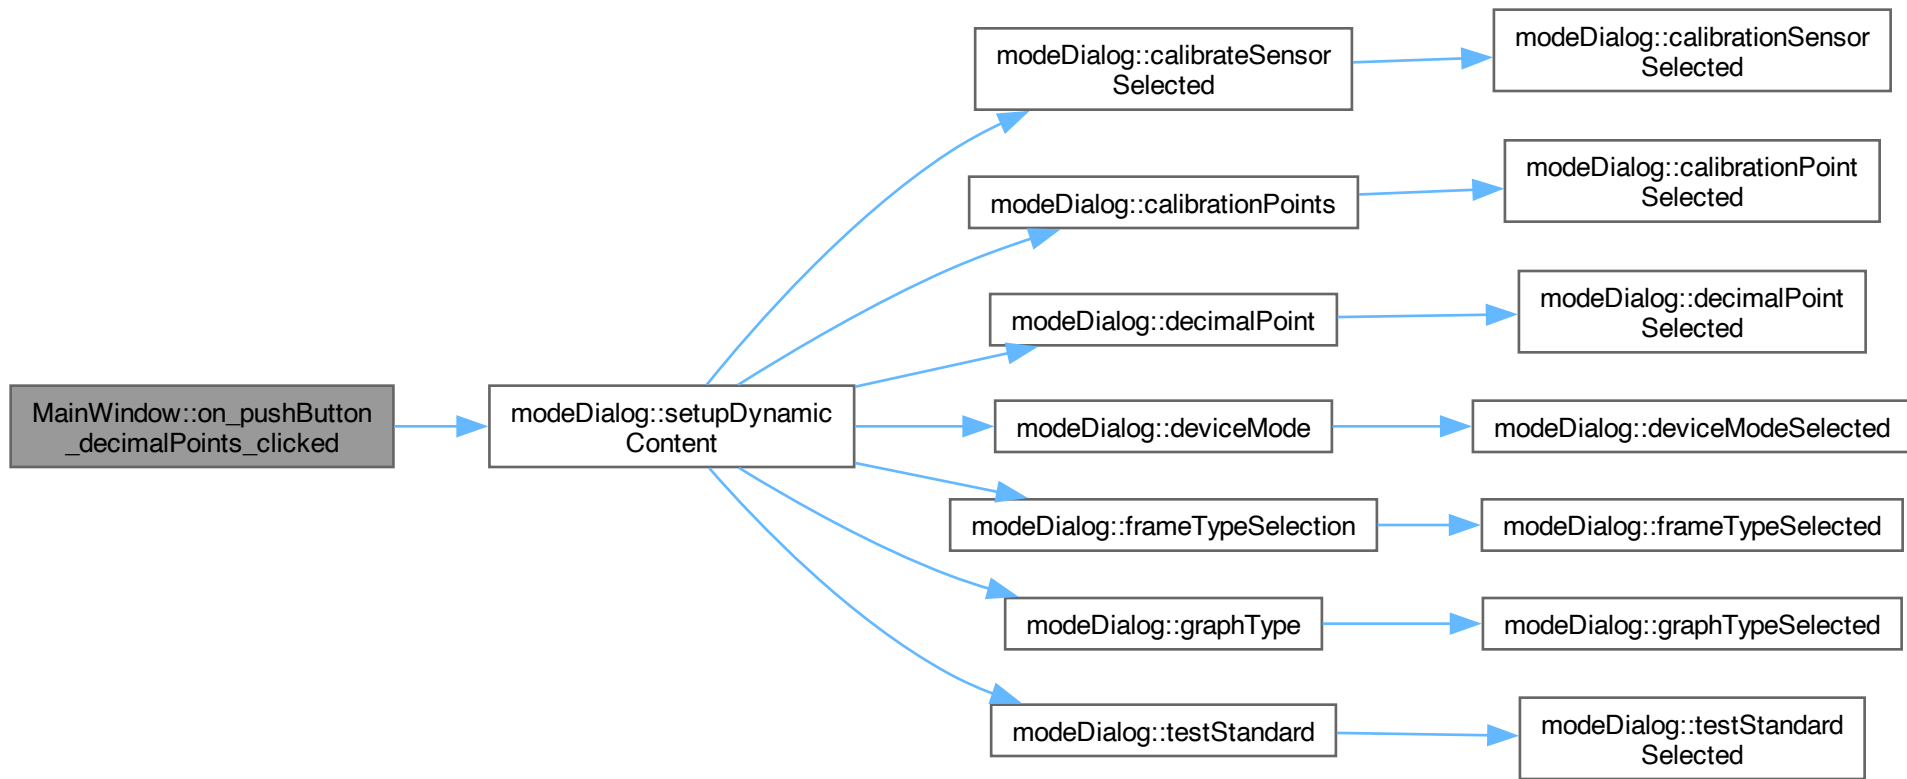 MainWindow::on_pushButton
_decimalPoints_clicked
modeDialog::setupDynamic
Content
modeDialog::calibrateSensor
Selected
modeDialog::calibrationSensor
Selected
modeDialog::calibrationPoints
modeDialog::calibrationPoint
Selected
modeDialog::decimalPoint
modeDialog::decimalPoint
Selected
modeDialog::deviceMode
modeDialog::deviceModeSelected
modeDialog::frameTypeSelection
modeDialog::frameTypeSelected
modeDialog::graphType
modeDialog::graphTypeSelected
modeDialog::testStandard
modeDialog::testStandard
Selected